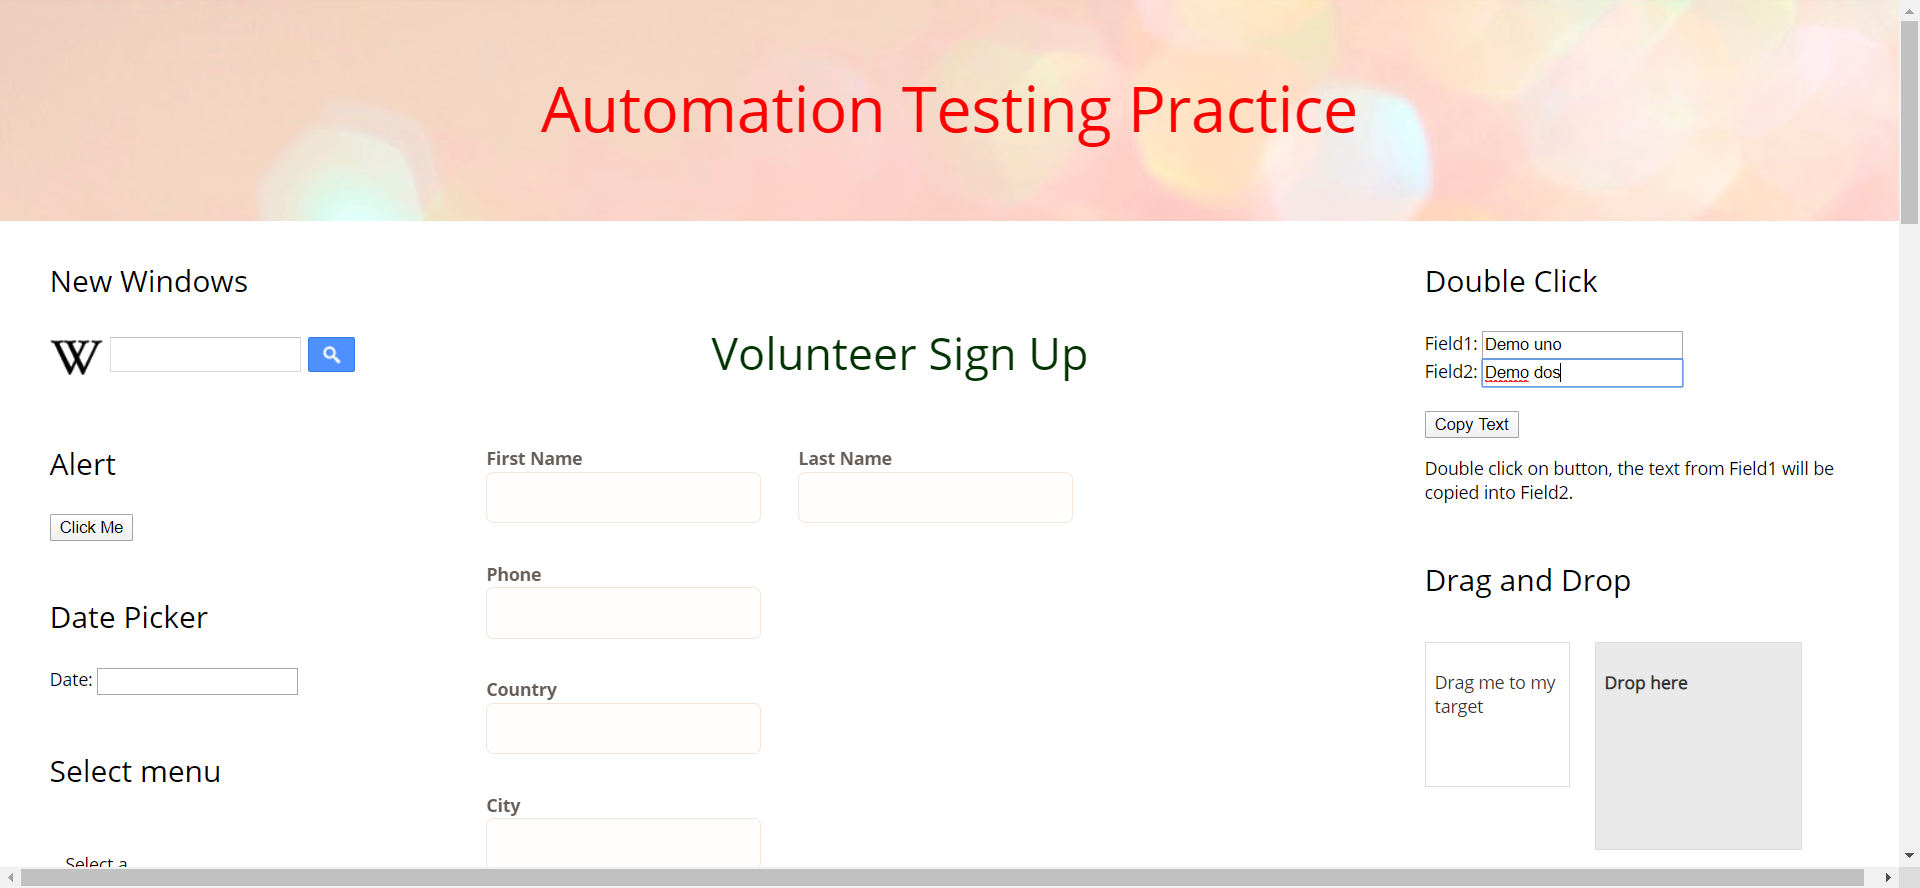 Automation Testing Practice
New Windows
W
Alert
Click Me
Date Picker
Date:
Select menu
Select a
Volunteer Sign Up
First Name
Last Name
Phone
Country
City
Double Click
Field1: Demo uno
Field2: Demo dos
Copy Text
Double click on button, the text from Field1 will be
copied into Field2.
Drag and Drop
Drag me to my
target
Drop here